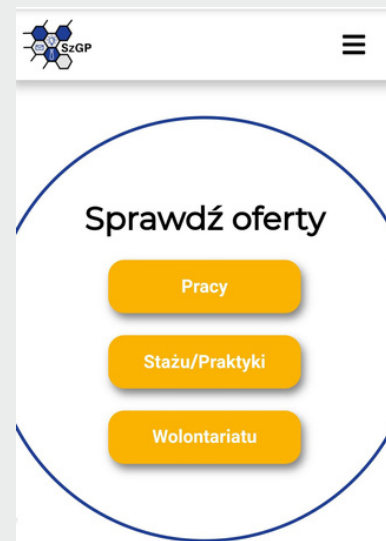 SzGP
Sprawdź oferty
Pracy
Stażu/Praktyki
Wolontariatu